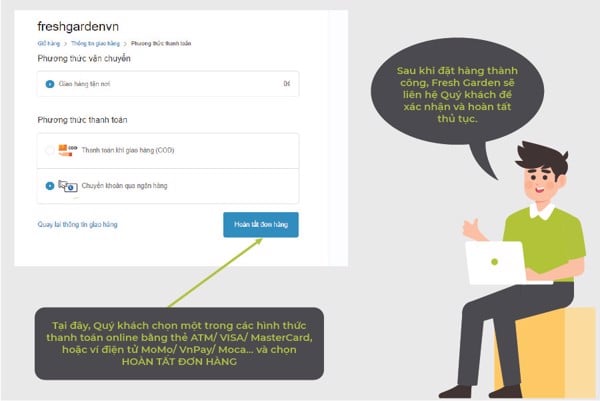 freshgardenvn
Giỏ hàng > Thông tin giao hàng > Phương thức thanh toán
Phương thức vận chuyển
Giao hàng tận nơi
0₫
Phương thức thanh toán
COD
Thanh toán khi giao hàng (COD)
Chuyển khoản qua ngân hàng
Quay lại thông tin giao hàng
Hoàn tất đơn hàng
Sau khi đặt hàng thành
công, Fresh Garden sẽ
liên hệ Quý khách để
xác nhận và hoàn tất
thủ tục.
Tại đây, Quý khách chọn một trong các hình thức
thanh toán online bằng thẻ ATM/ VISA/ MasterCard,
hoặc ví điện tử MoMo/ VnPay/ Moca... và chọn
HOÀN TẤT ĐƠN HÀNG